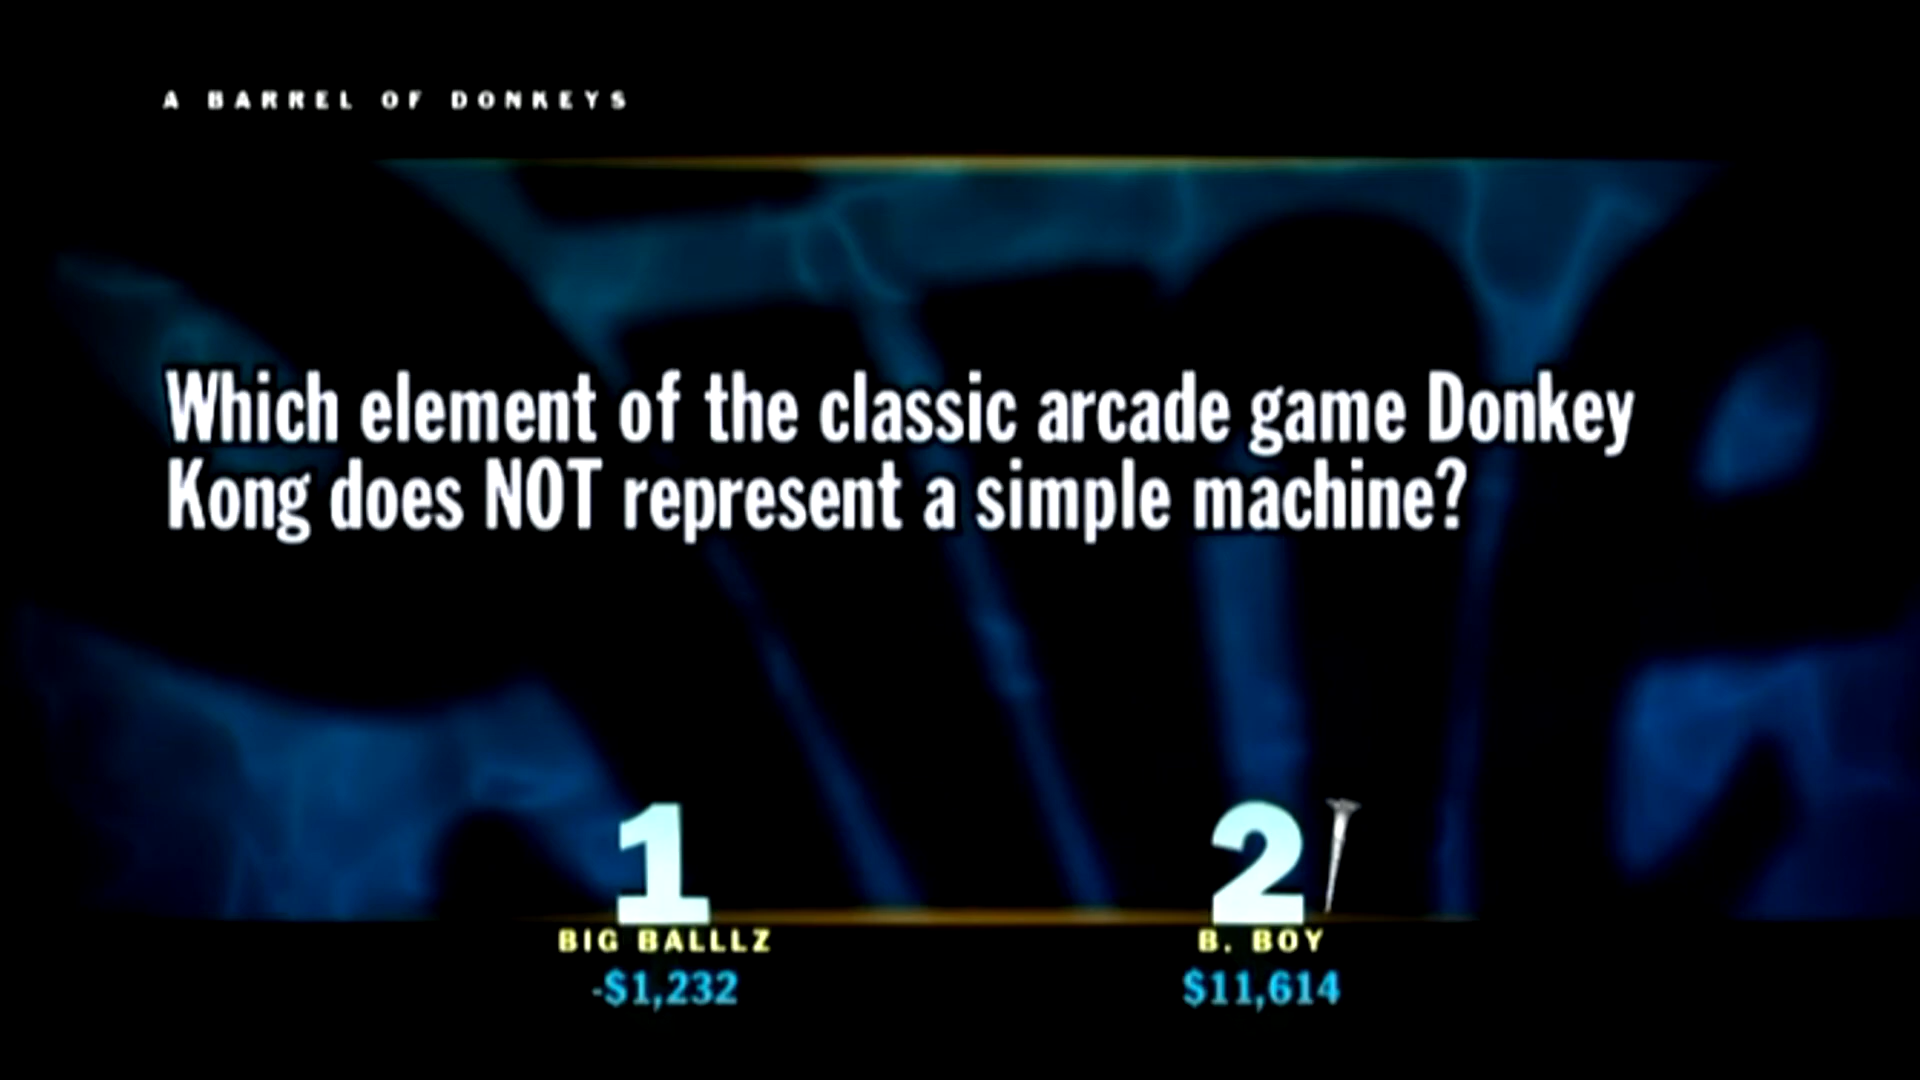 A BARREL OF DONKEYS
Which element of the classic arcade game Donkey
Kong does NOT represent a simple machine?
1
2
BIG BALLLZ
B. BOY
-$1,232
$11,614